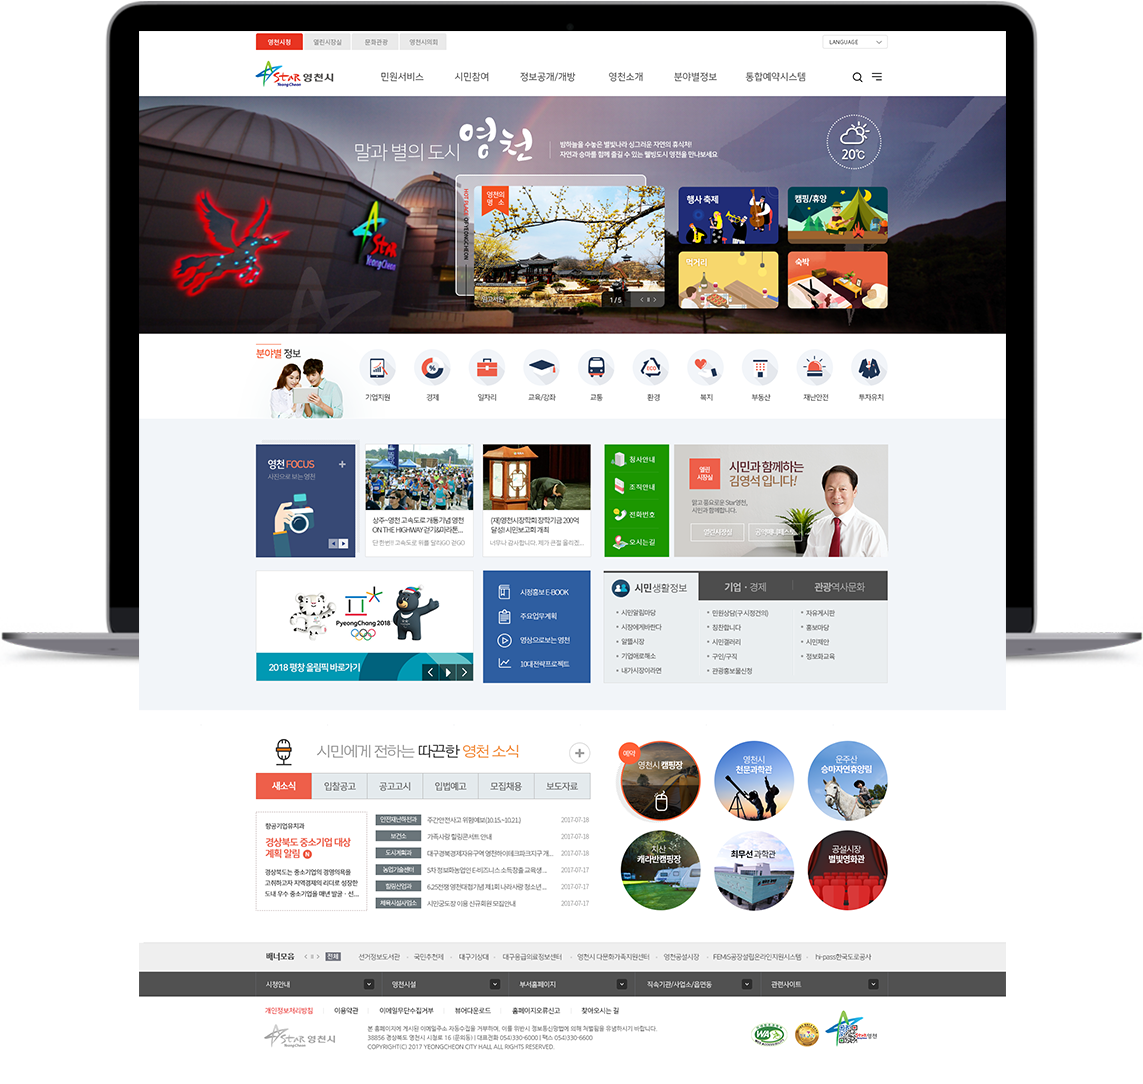 영천시청 열린시장실 문화관광 영천시의회
LANGUAGE
STAR 영천시
YeongCheon
민원서비스 시민참여 정보공개/개방 영천소개 분야별정보 통합예약시스템
말과 별의 도시 영천
밤하늘을 수놓은 별빛나라 싱그러운 자연의 휴식처!
자연과 승마를 함께 즐길 수 있는 웰빙도시 영천을 만나보세요
20℃
STAR
YeongCheon
HOT PLACE OF YEONGCHEON
영천의
명 소
임고서원
1/5
행사 축제
캠핑/휴양
먹거리
숙박
분야별 정보
기업지원 경제 일자리 교육/강좌 교통 환경 복지 부동산 재난안전 투자유치
ECO
영천 FOCUS
사진으로 보는 영천
상주-영천 고속도로 개통기념 영천
ON THE HIGHWAY 걷기&마라톤...
단 한번!! 고속도로 위를 달리GO 걷GO
(재)영천시장학회 장학기금 200억
달성! 시민보고회 개최
너무나 감사합니다. 제가 관절 올리겠...
청사안내
조직안내
전화번호
오시는길
열린
시장실
시민과 함께하는
김영석 입니다!
맑고 풍요로운 Star영천,
시민과 함께합니다.
열린시장실
공약매니페스토
PyeongChang 2018
2018 평창 올림픽 바로가기
시정홍보 E-BOOK
주요업무계획
영상으로보는 영천
10대전략프로젝트
시민생활정보 기업 · 경제 관광역사문화
시민알림마당
시장에게바란다
알뜰시장
기업애로해소
내가시장이라면
민원상담(구 시정건의)
칭찬합니다
시민갤러리
구인/구직
관광홍보물신청
자유게시판
홍보마당
시민제안
정보화교육
시민에게 전하는 따끈한 영천 소식
새소식 입찰공고 공고고시 입법예고 모집채용 보도자료
항공기업유치과
경상북도 중소기업 대상
계획 알림 N
경상북도는 중소기업의 경영의욕을
고취하고자 지역경제의 리더로 성장한
도내 우수 중소기업을 매년 발굴 · 선...
안전재난하천과 주간안전사고 위험예보(10.15.~10.21.) 2017-07-18
보건소 가족사랑 힐링콘서트 안내 2017-07-18
도시계획과 대구경북경제자유구역 영천하이테크파크지구 개... 2017-07-18
농업기술센터 5차 정보화농업인 E-비즈니스 소득창출 교육생 ... 2017-07-17
힐링산업과 6.25전쟁 영천대첩기념 제1회 나라사랑 청소년 ... 2017-07-17
체육시설사업소 시민궁도장 이용 신규회원 모집안내 2017-07-17
예약
영천시 캠핑장
영천시
천문과학관
운주산
승마자연휴양림
치산
캐라반캠핑장
최무선 과학관
공설시장
별빛영화관
배너모음 전체 선거정보도서관 국민추천제 대구기상대 대구응급의료정보센터 영천시 다문화가족지원센터 영천공설시장 FEMIS공장설립온라인지원시스템 hi-pass한국도로공사
시정안내 영천시설 부서홈페이지 직속기관/사업소/읍면동 관련사이트
개인정보처리방침 이용약관 이메일무단수집거부 뷰어다운로드 홈페이지오류신고 찾아오시는 길
STAR 영천시
YeongCheon
본 홈페이지에 게시된 이메일주소 자동수집을 거부하며, 이를 위반시 정보통신망법에 의해 처벌됨을 유념하시기 바랍니다.
38856 경상북도 영천시 시청로 16 (문외동) | 대표전화 054)330-6000 | 팩스 054)330-6600
COPYRIGHT(C) 2017 YEONGCHEON CITY HALL ALL RIGHTS RESERVED.
WA
영천